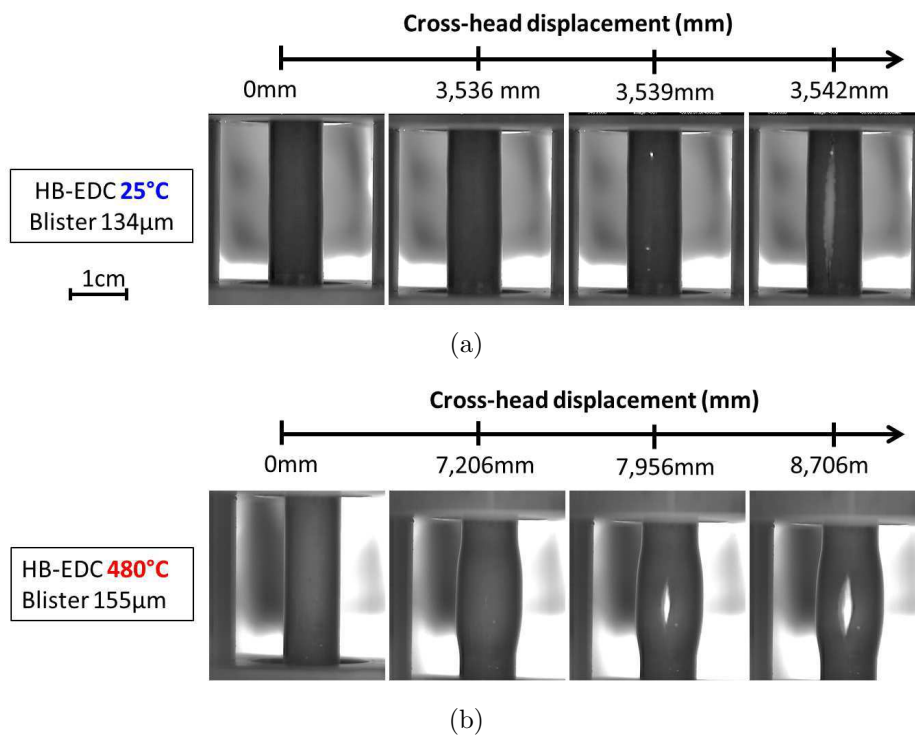 Cross-head displacement (mm)
0mm
3,536 mm
3,539mm
3,542mm
HB-EDC 25°C
Blister 134µm
1cm
(a)
Cross-head displacement (mm)
0mm
7,206mm
7,956mm
8,706m
HB-EDC 480°C
Blister 155µm
(b)